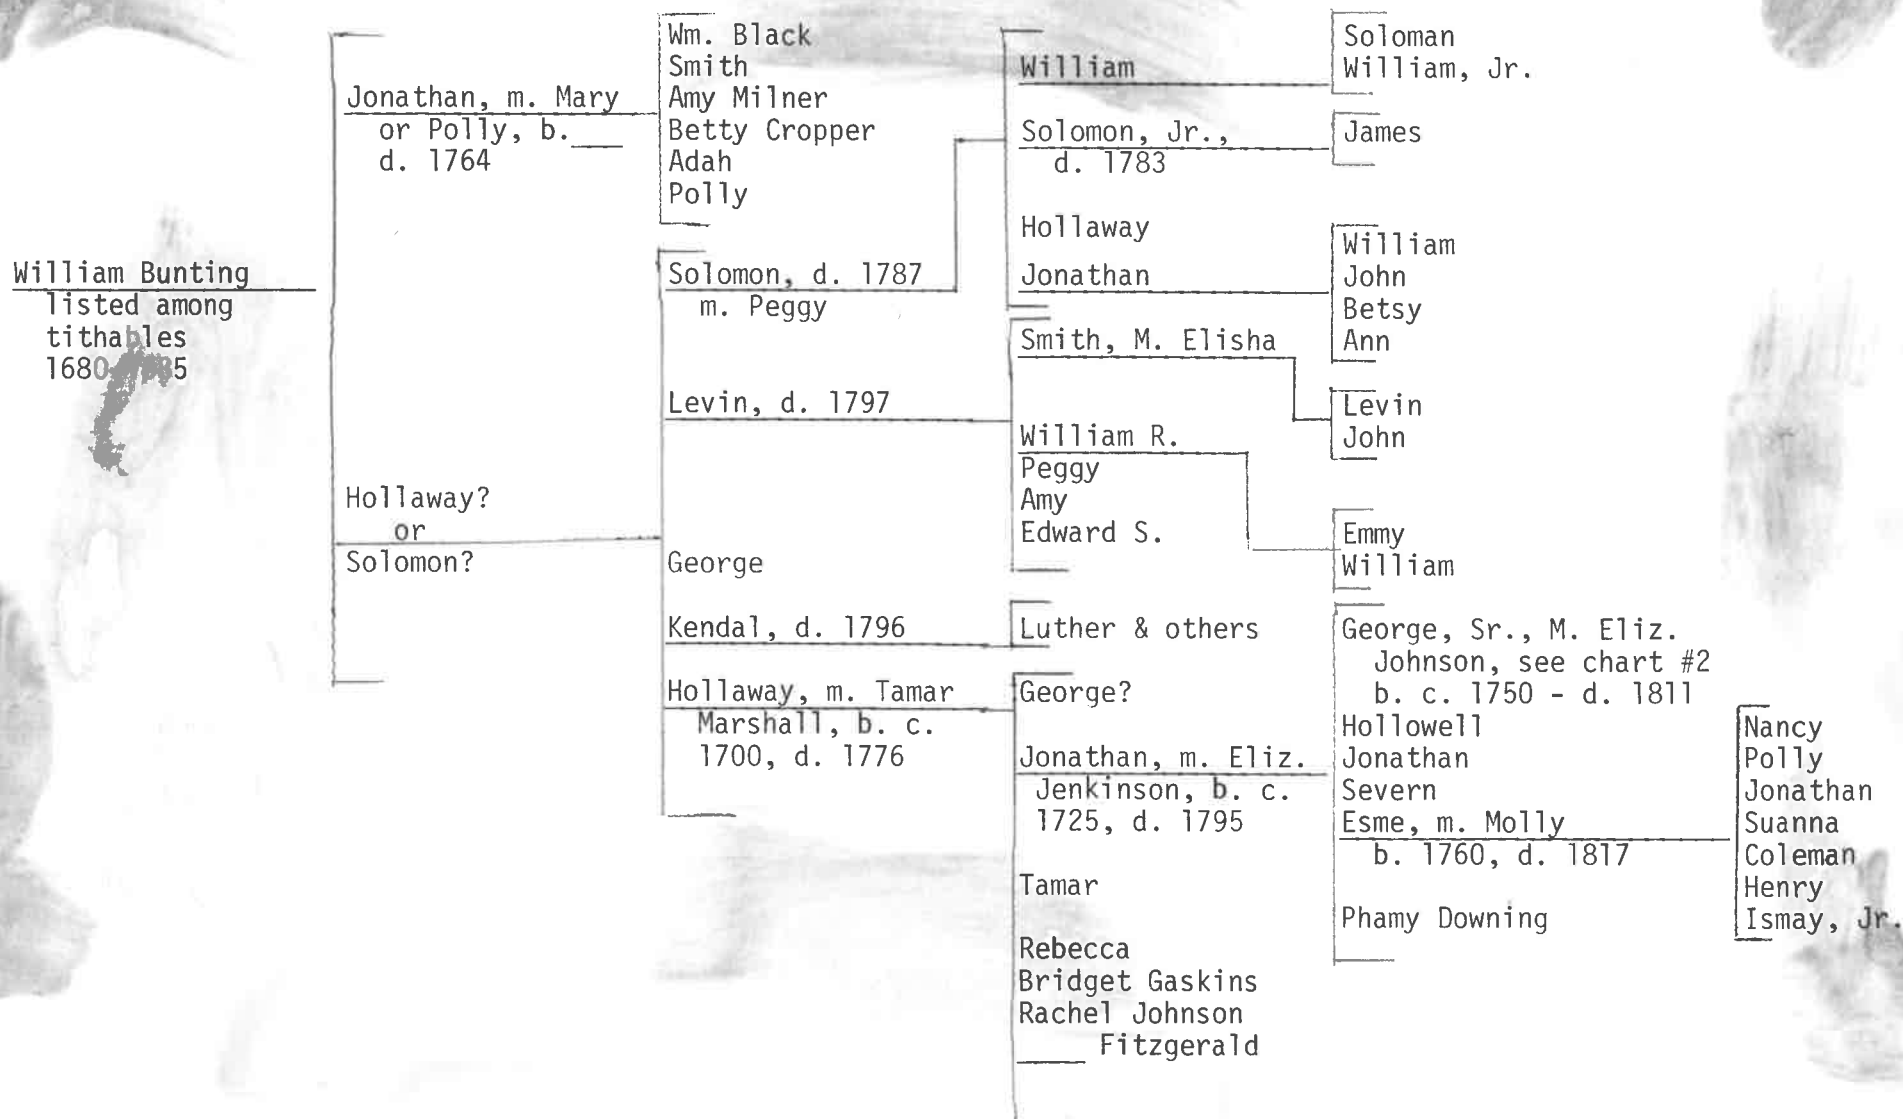 William Bunting
listed among
tithables
1680
Jonathan, m. Mary
or Polly, b.
d. 1764
Hollaway?
or
Solomon?
Wm. Black
Smith
Amy Milner
Betty Cropper
Adah
Polly
Solomon, d. 1787
m. Peggy
Levin, d. 1797
George
Kendal, d. 1796
Hollaway, m. Tamar
Marshall, b. c.
1700, d. 1776
William
Solomon, Jr.,
d. 1783
Hollaway
Jonathan
Smith, M. Elisha
William R.
Peggy
Amy
Edward S.
Luther & others
George?
Jonathan, m. Eliz.
Jenkinson, b. c.
1725, d. 1795
Tamar
Rebecca
Bridget Gaskins
Rachel Johnson
____ Fitzgerald
Soloman
William, Jr.
James
William
John
Betsy
Ann
Levin
John
Emmy
William
George, Sr., M. Eliz.
Johnson, see chart #2
b. c. 1750 - d. 1811
Hollowell
Jonathan
Severn
Esme, m. Molly
b. 1760, d. 1817
Phamy Downing
Nancy
Polly
Jonathan
Suanna
Coleman
Henry
Ismay, Jr.